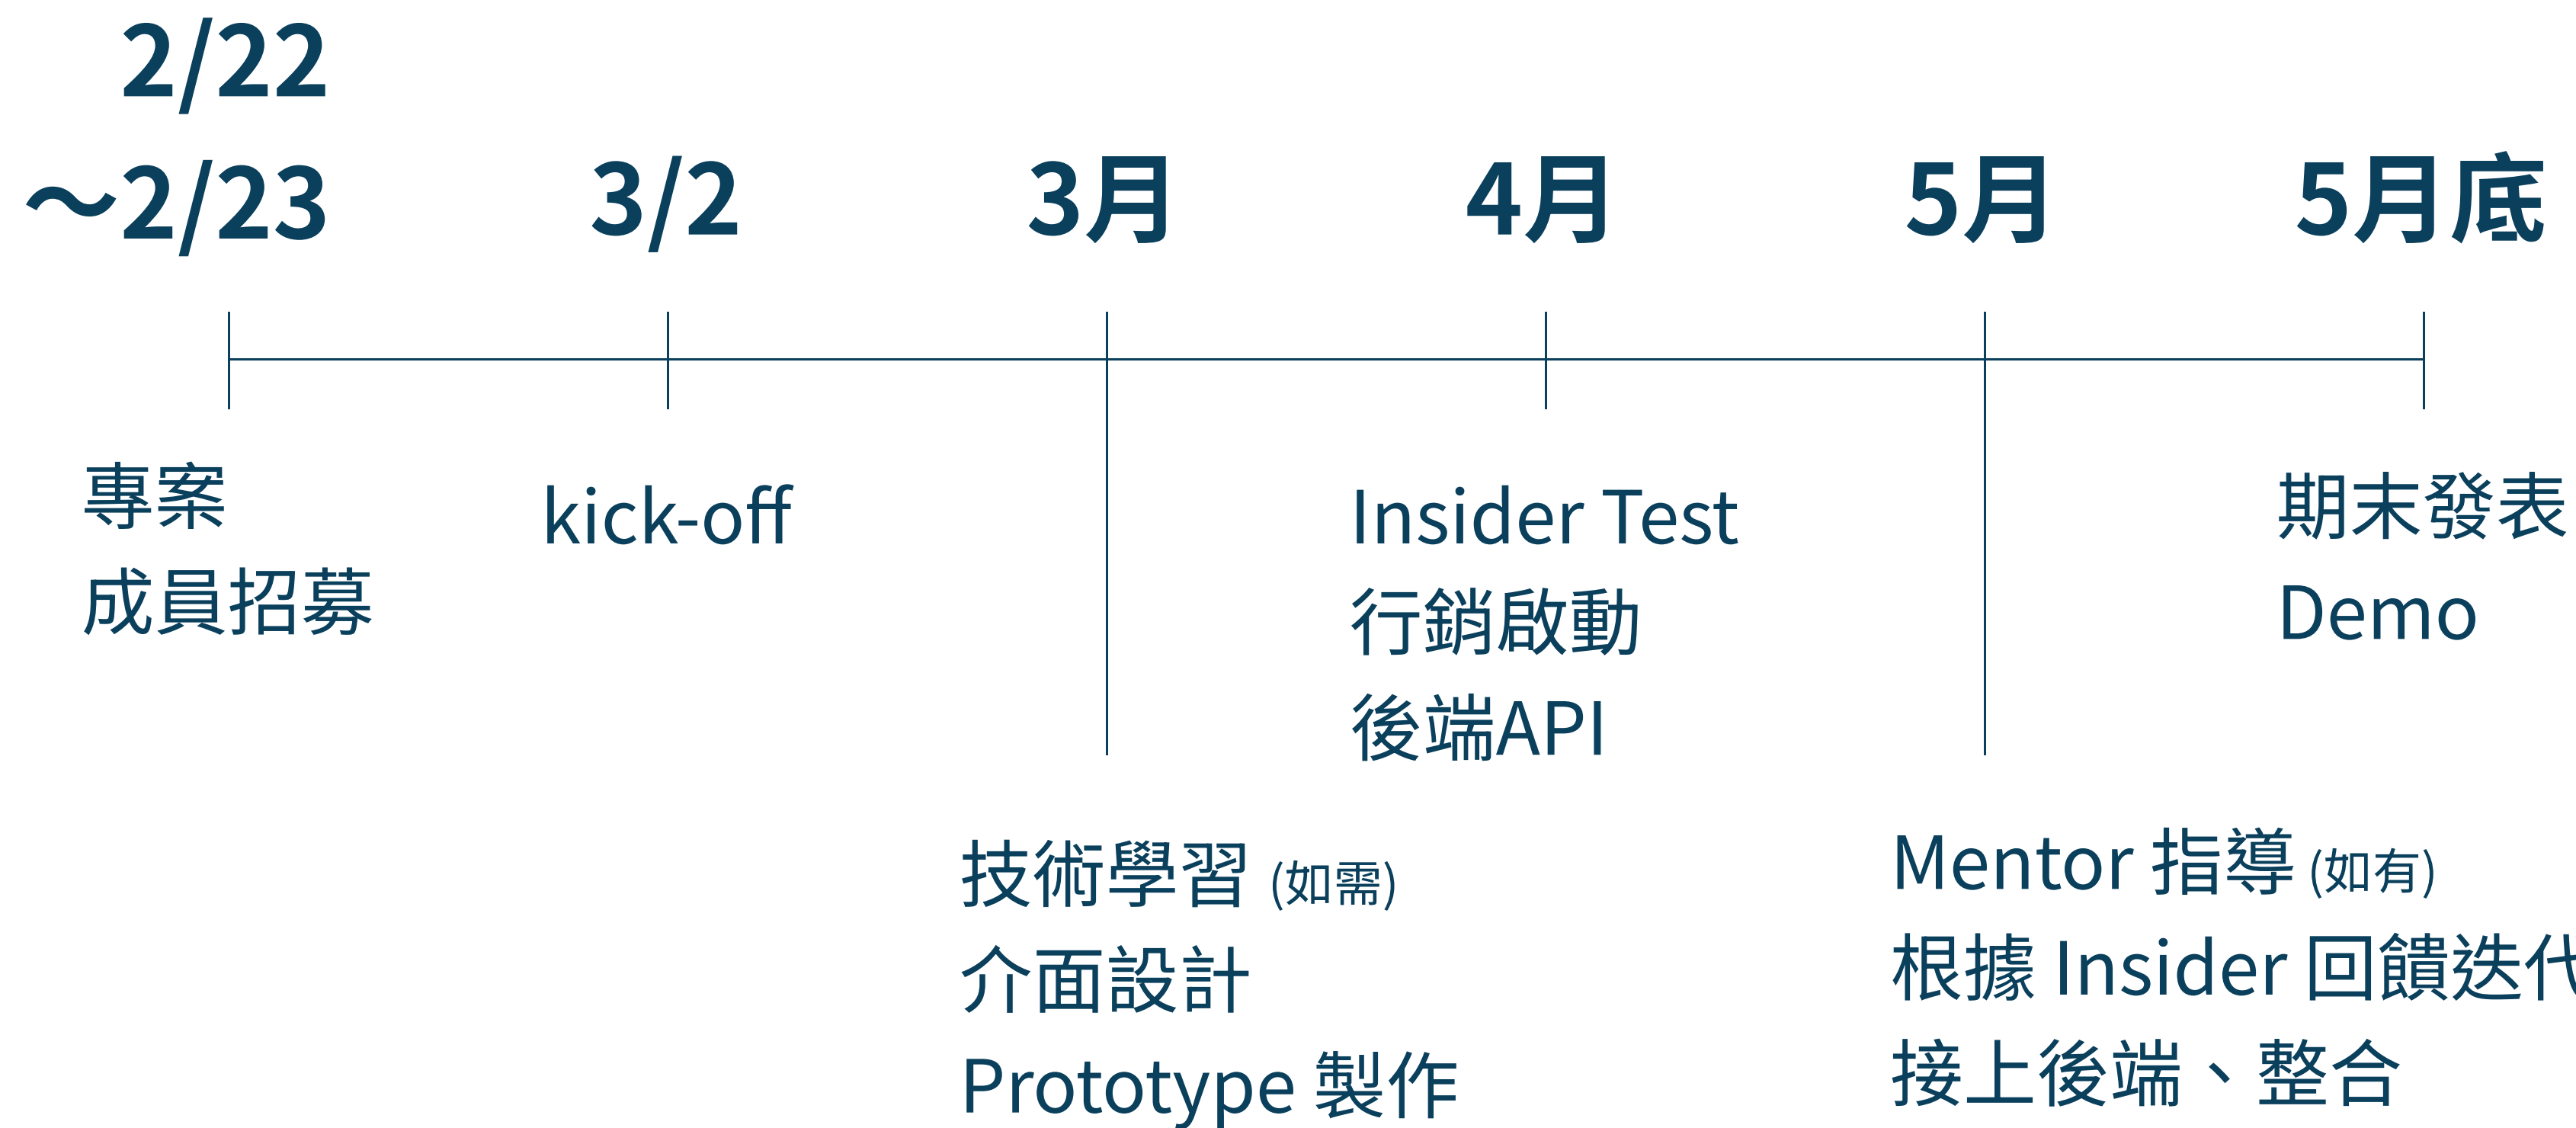 2/22
～2/23
3/2
3月
4月
5月
5月底
專案
成員招募
kick-off
技術學習 (如需)
介面設計
Prototype 製作
Insider Test
行銷啟動
後端API
Mentor 指導 (如有)
根據 Insider 回饋迭代
接上後端、整合
期末發表
Demo